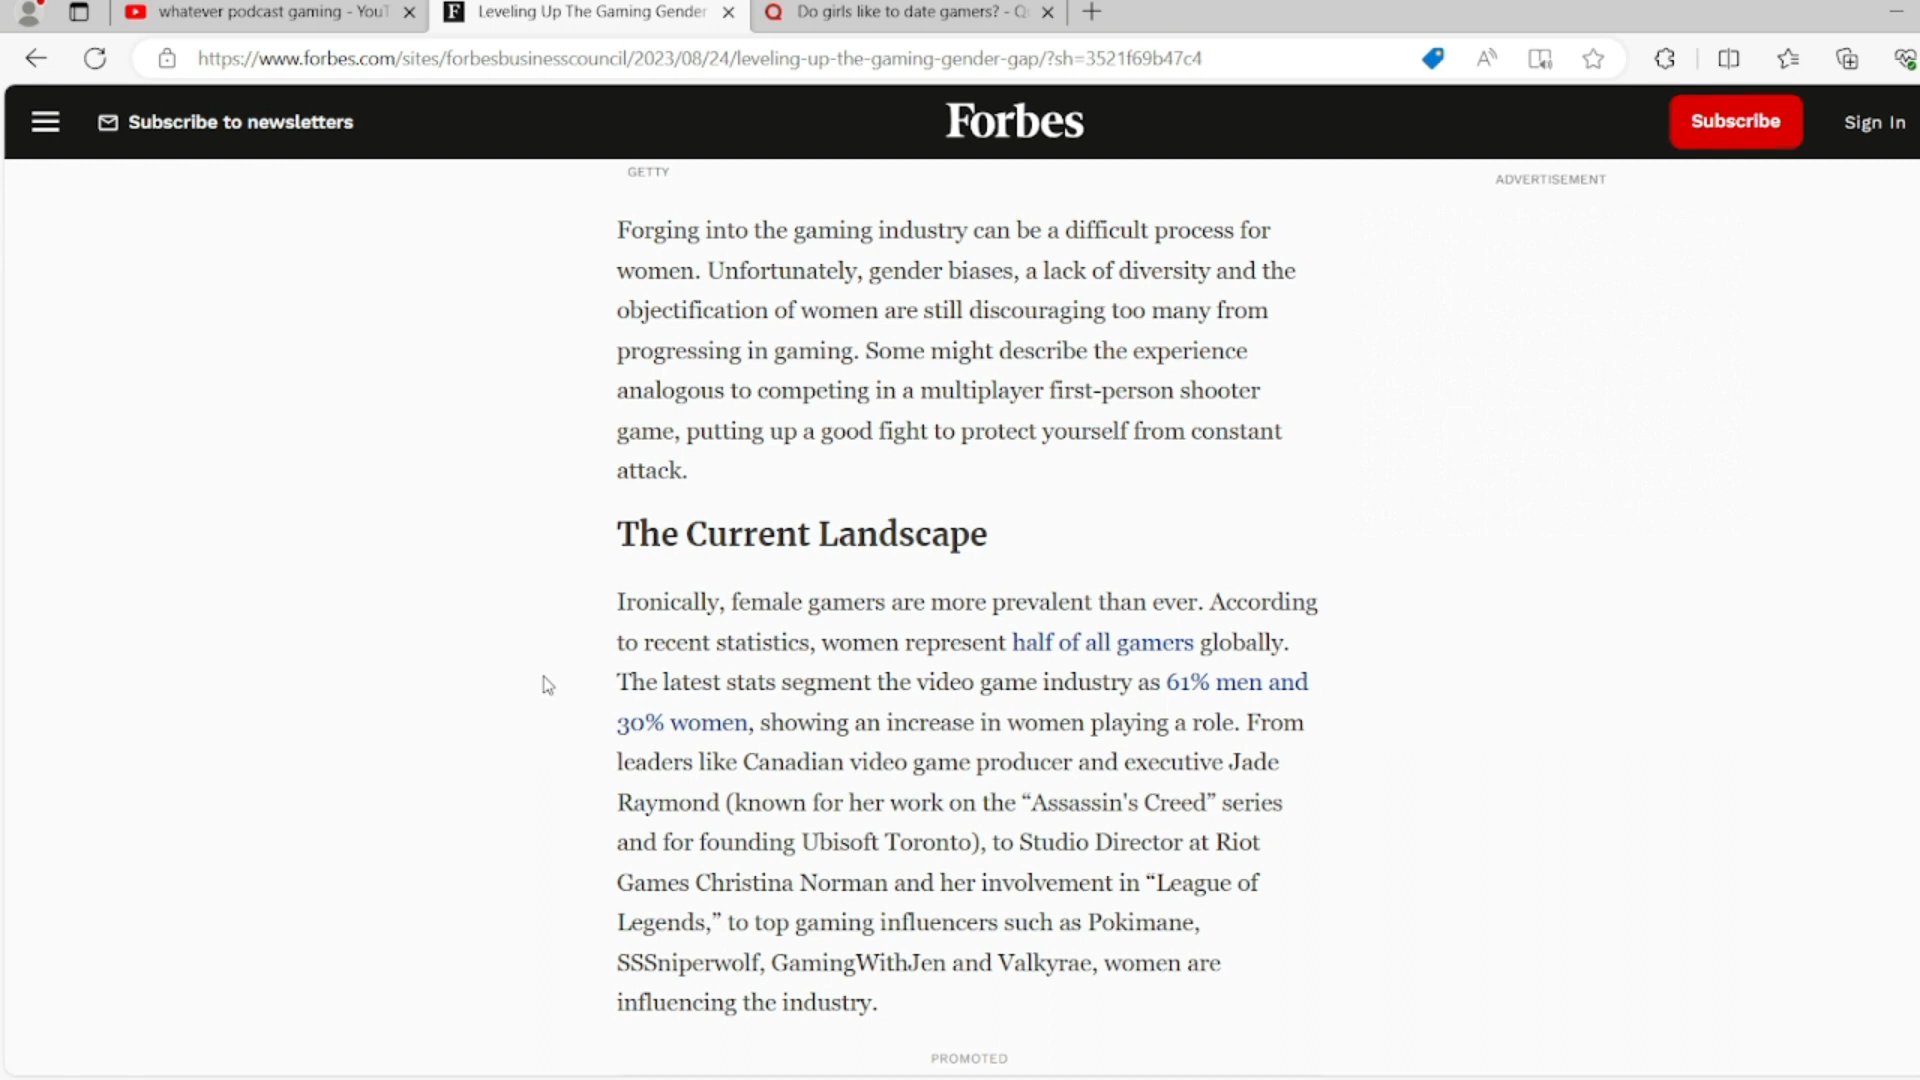 whatever podcast gaming - YouT
Leveling Up The Gaming Gender
Do girls like to date gamers? - Q
https://www.forbes.com/sites/forbesbusinesscouncil/2023/08/24/leveling-up-the-gaming-gender-gap/?sh=3521f69b47c4
Subscribe to newsletters
Forbes
Subscribe
Sign In
GETTY
ADVERTISEMENT
Forging into the gaming industry can be a difficult process for
women. Unfortunately, gender biases, a lack of diversity and the
objectification of women are still discouraging too many from
progressing in gaming. Some might describe the experience
analogous to competing in a multiplayer first-person shooter
game, putting up a good fight to protect yourself from constant
attack.
The Current Landscape
Ironically, female gamers are more prevalent than ever. According
to recent statistics, women represent half of all gamers globally.
The latest stats segment the video game industry as 61% men and
30% women, showing an increase in women playing a role. From
leaders like Canadian video game producer and executive Jade
Raymond (known for her work on the “Assassin's Creed” series
and for founding Ubisoft Toronto), to Studio Director at Riot
Games Christina Norman and her involvement in “League of
Legends,” to top gaming influencers such as Pokimane,
SSSniperwolf, GamingWithJen and Valkyrae, women are
influencing the industry.
PROMOTED